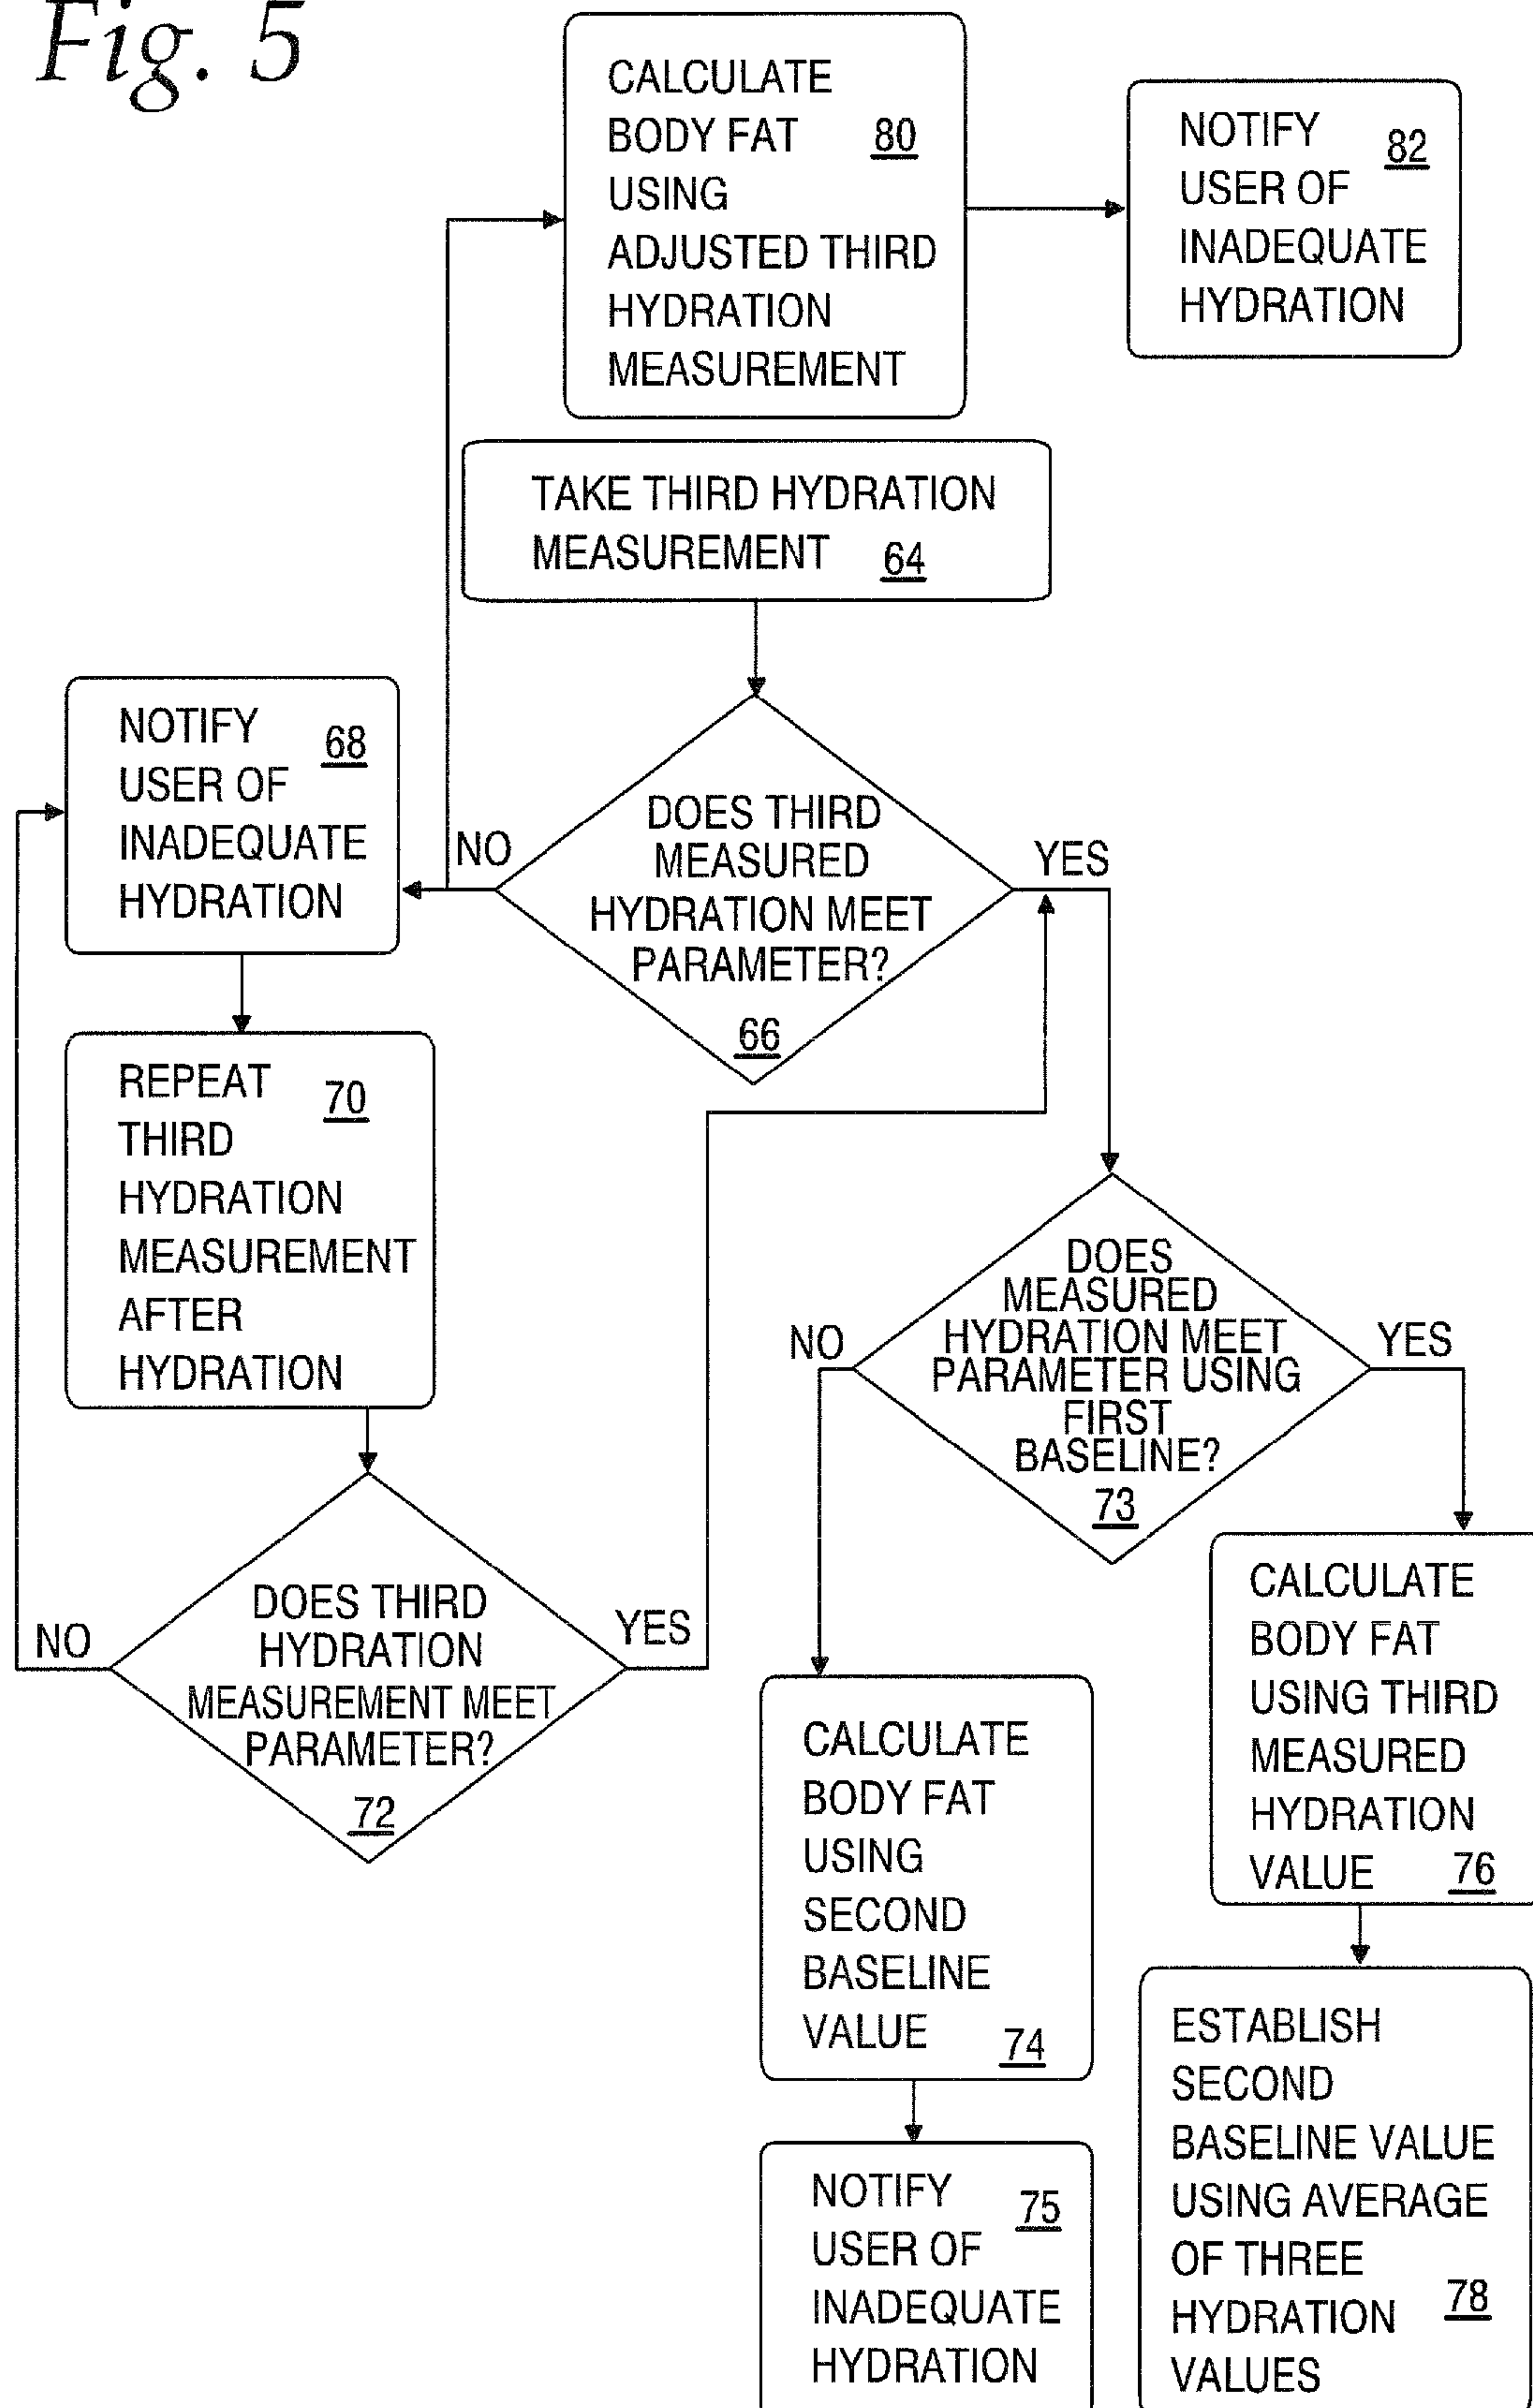 Fig. 5
CALCULATE
BODY FAT 80
USING
ADJUSTED THIRD
HYDRATION
MEASUREMENT
NOTIFY 82
USER OF
INADEQUATE
HYDRATION
TAKE THIRD HYDRATION
MEASUREMENT 64
NOTIFY 68
USER OF
INADEQUATE
HYDRATION
NO
DOES THIRD
MEASURED
HYDRATION MEET
PARAMETER?
66
YES
REPEAT 70
THIRD
HYDRATION
MEASUREMENT
AFTER
HYDRATION
NO
DOES
MEASURED
HYDRATION MEET
PARAMETER USING
FIRST
BASELINE?
73
YES
NO
DOES THIRD
HYDRATION
MEASUREMENT MEET
PARAMETER?
72
YES
CALCULATE
BODY FAT
USING
SECOND
BASELINE
VALUE 74
CALCULATE
BODY FAT
USING THIRD
MEASURED
HYDRATION
VALUE 76
NOTIFY 75
USER OF
INADEQUATE
HYDRATION
ESTABLISH
SECOND
BASELINE VALUE
USING AVERAGE
OF THREE
HYDRATION 78
VALUES